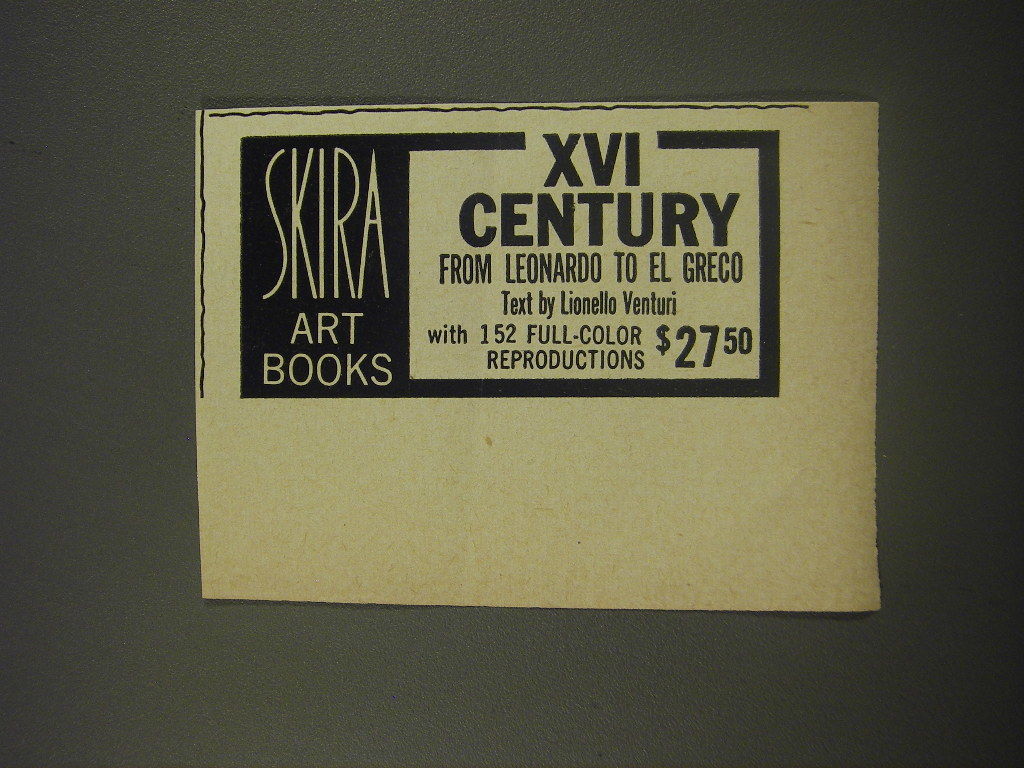 SKIRA
ART
BOOKS
XVI
CENTURY
FROM LEONARDO TO EL GRECO
Text by Lionello Venturi
with 152 FULL-COLOR
REPRODUCTIONS
$27.50